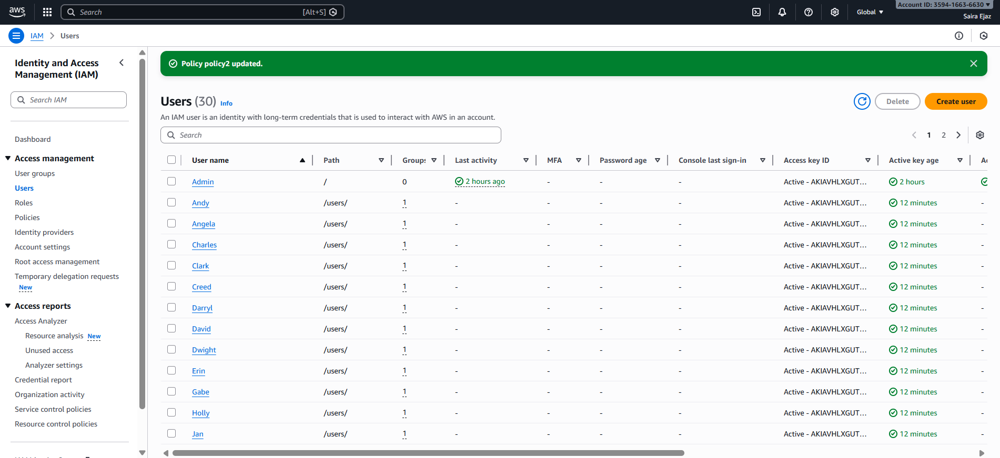 aws Search [Alt+S] Global Account ID: 3594-1663-6630
Saira Ejaz
IAM Users
Identity and Access
Management (IAM)
Search IAM
Dashboard
Access management
User groups
Users
Roles
Policies
Identity providers
Account settings
Root access management
Temporary delegation requests
New
Access reports
Access Analyzer
Resource analysis New
Unused access
Analyzer settings
Credential report
Organization activity
Service control policies
Resource control policies
Policy policy2 updated.
Users (30) Info
Delete Create user
An IAM user is an identity with long-term credentials that is used to interact with AWS in an account.
Search
1 2
User name Path Groups Last activity MFA Password age Console last sign-in Access key ID Active key age
Admin / 0 2 hours ago - - - Active - AKIAVHLXGUT... 2 hours
Andy /users/ 1 - - - - Active - AKIAVHLXGUT... 12 minutes -
Angela /users/ 1 - - - - Active - AKIAVHLXGUT... 12 minutes -
Charles /users/ 1 - - - - Active - AKIAVHLXGUT... 12 minutes -
Clark /users/ 1 - - - - Active - AKIAVHLXGUT... 12 minutes -
Creed /users/ 1 - - - - Active - AKIAVHLXGUT... 12 minutes -
Darryl /users/ 1 - - - - Active - AKIAVHLXGUT... 12 minutes -
David /users/ 1 - - - - Active - AKIAVHLXGUT... 12 minutes -
Dwight /users/ 1 - - - - Active - AKIAVHLXGUT... 12 minutes -
Erin /users/ 1 - - - - Active - AKIAVHLXGUT... 12 minutes -
Gabe /users/ 1 - - - - Active - AKIAVHLXGUT... 12 minutes -
Holly /users/ 1 - - - - Active - AKIAVHLXGUT... 12 minutes -
Jan /users/ 1 - - - - Active - AKIAVHLXGUT... 12 minutes -